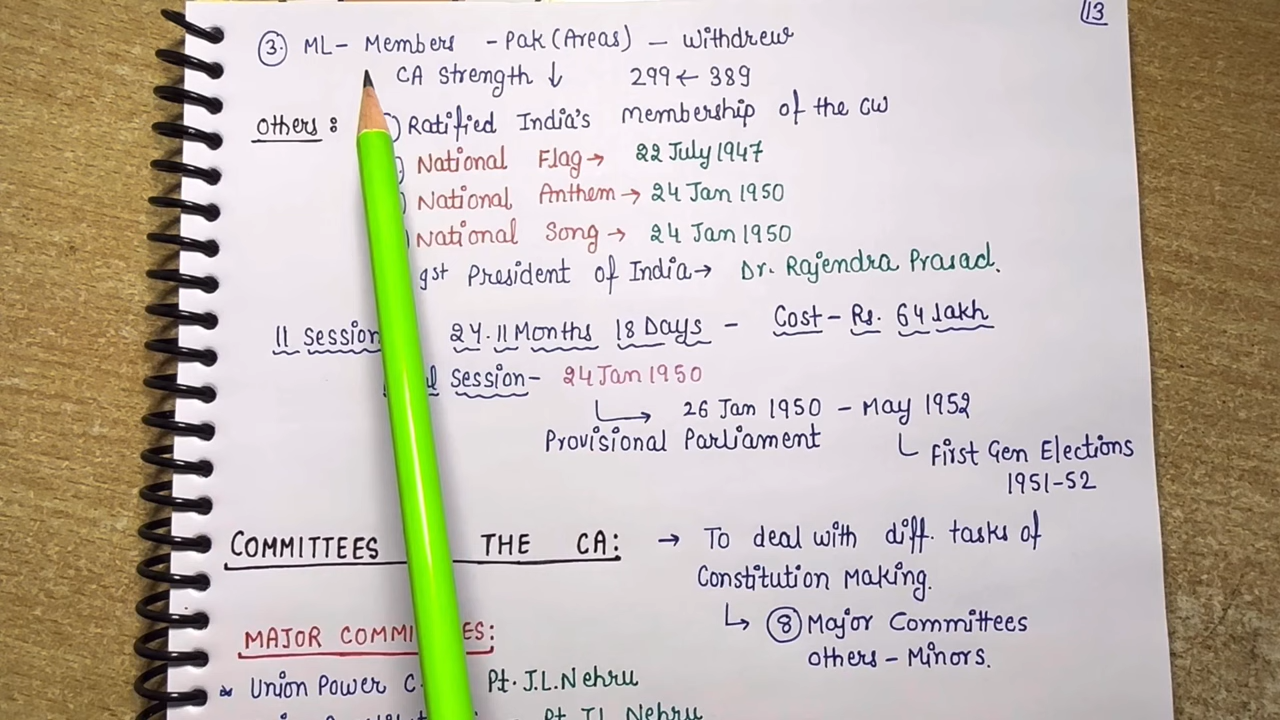 13
③ ML- Members - Pak (Areas) - Withdrew
CA Strength ↓ 299 ← 389
Others : ) Ratified India's membership of the CW
National Flag → 22 July 1947
National Anthem → 24 Jan 1950
National Song → 24 Jan 1950
President of India → Dr. Rajendra Prasad.
11 Session 2Y. 11 Months 18 Days - Cost - Rs. 64 lakh
Session - 24 Jan 1950
↳ 26 Jan 1950 - May 1952
Provisional Parliament ↳ First Gen Elections
1951-52
COMMITTEES THE CA: → To deal with diff. tasks of
Constitution Making.
↳ ⑧ Major Committees
others - Minors.
MAJOR COMMI ES:
Union Power C. Pt. J.L.Nehru
Pt. J.L. Nehru